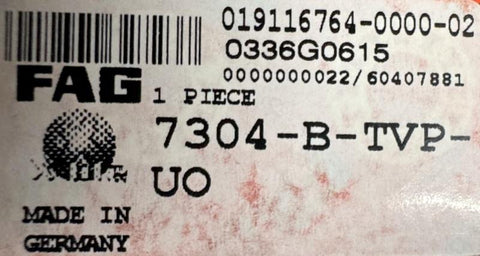 019116764-0000-02
0336G0615
0000000022/60407881
FAG
1 PIECE
7304-B-TVP-
UO
MADE IN
GERMANY